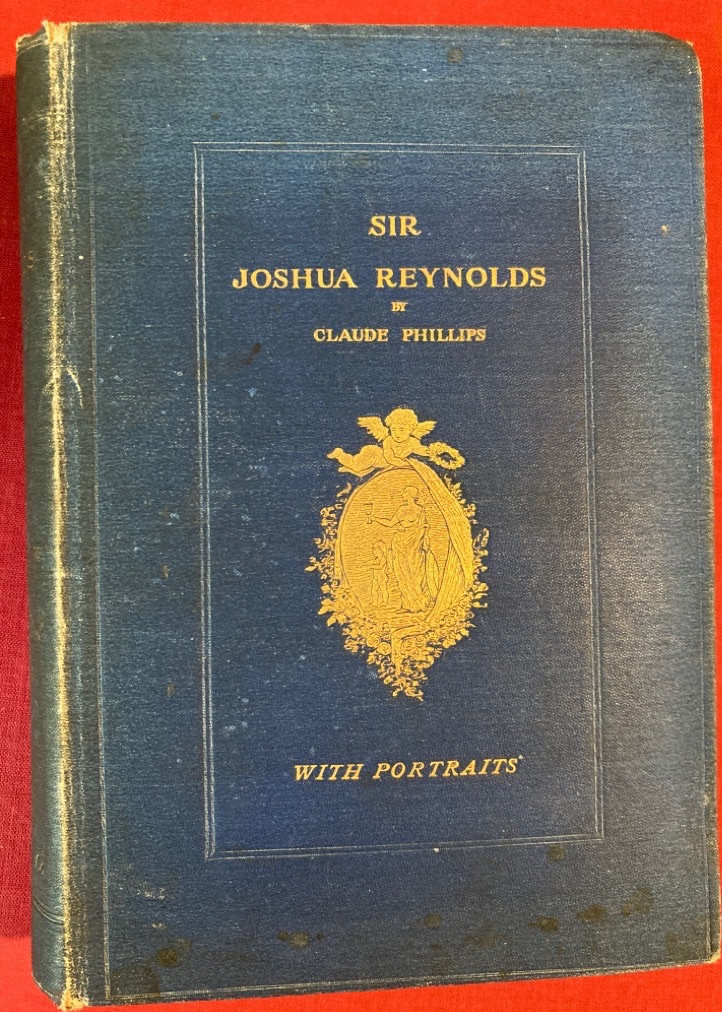 SIR
JOSHUA REYNOLDS
BY
CLAUDE PHILLIPS
WITH PORTRAITS